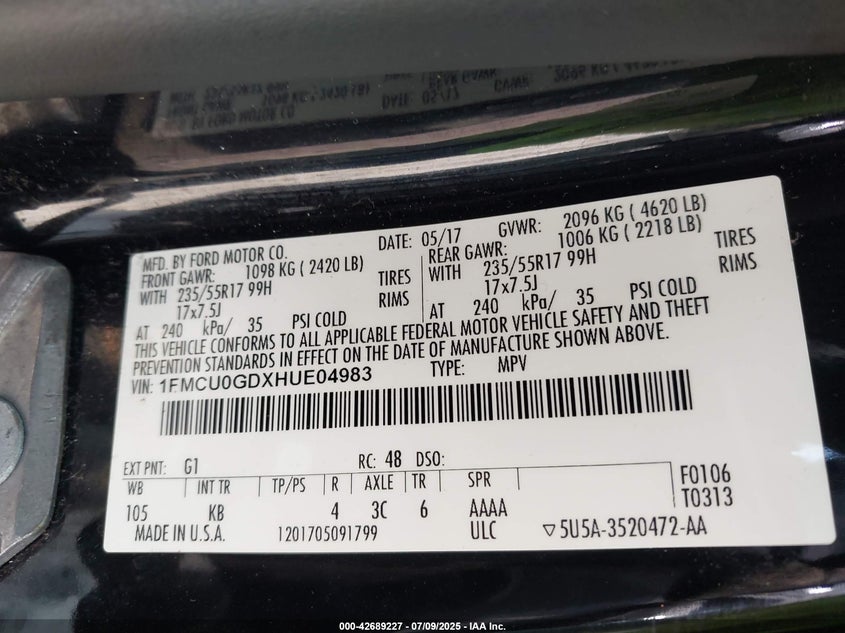 MFD. BY FORD MOTOR CO.
DATE: 05/17
GVWR: 2096 KG ( 4620 LB)
FRONT GAWR: 1098 KG ( 2420 LB)
REAR GAWR: 1006 KG ( 2218 LB)
WITH 235/55R17 99H TIRES
WITH 235/55R17 99H TIRES
17x7.5J RIMS
17x7.5J RIMS
AT 240 kPa/ 35 PSI COLD
AT 240 kPa/ 35 PSI COLD
THIS VEHICLE CONFORMS TO ALL APPLICABLE FEDERAL MOTOR VEHICLE SAFETY AND THEFT
PREVENTION STANDARDS IN EFFECT ON THE DATE OF MANUFACTURE SHOWN ABOVE.
VIN: 1FMCU0GDXHUE04983
TYPE: MPV
EXT PNT: G1 RC: 48 DSO:
WB INT TR TP/PS R AXLE TR SPR
105 KB 4 3C 6 AAAA
F0106
T0313
MADE IN U.S.A. 1201705091799 ULC ▽5U5A-3520472-AA
000-42689227 - 07/09/2025 - IAA Inc.